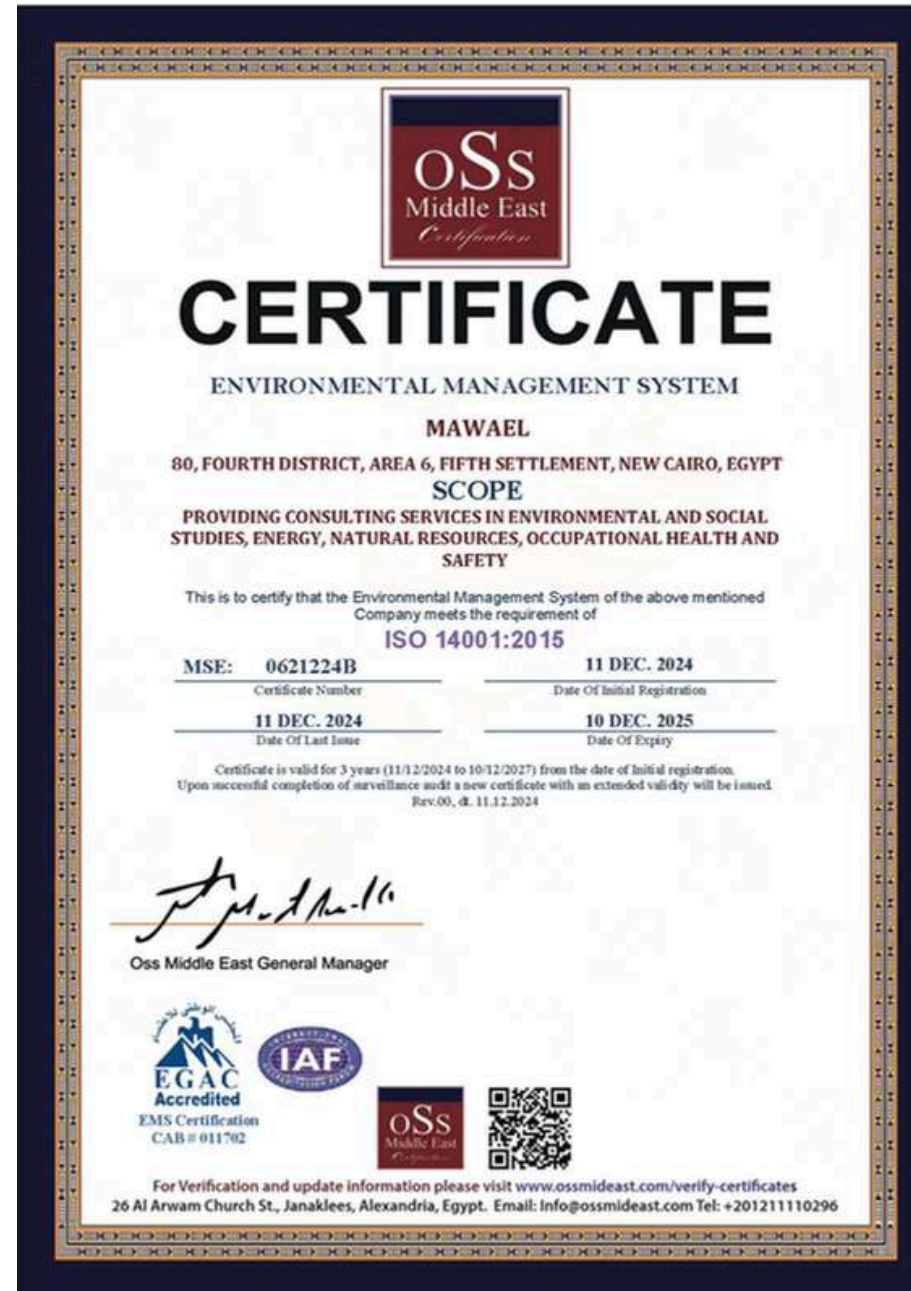 OSS
Middle East
Certification
CERTIFICATE
ENVIRONMENTAL MANAGEMENT SYSTEM
MAWAEL
80, FOURTH DISTRICT, AREA 6, FIFTH SETTLEMENT, NEW CAIRO, EGYPT
SCOPE
PROVIDING CONSULTING SERVICES IN ENVIRONMENTAL AND SOCIAL
STUDIES, ENERGY, NATURAL RESOURCES, OCCUPATIONAL HEALTH AND
SAFETY
This is to certify that the Environmental Management System of the above mentioned
Company meets the requirement of
ISO 14001:2015
MSE: 0621224B 11 DEC. 2024
Certificate Number Date Of Initial Registration
11 DEC. 2024 10 DEC. 2025
Date Of Last Issue Date Of Expiry
Certificate is valid for 3 years (11/12/2024 to 10/12/2027) from the date of Initial registration.
Upon successful completion of surveillance audit a new certificate with an extended validity will be issued.
Rev.00, dt. 11.12.2024
Oss Middle East General Manager
المجلس الوطني للاعتماد
EGAC
Accredited
EMS Certification
CAB # 011702
INTERNATIONAL
IAF
ACCREDITATION FORUM
OSS
Middle East
Certification
For Verification and update information please visit www.ossmideast.com/verify-certificates
26 Al Arwam Church St., Janaklees, Alexandria, Egypt. Email: Info@ossmideast.com Tel: +201211110296